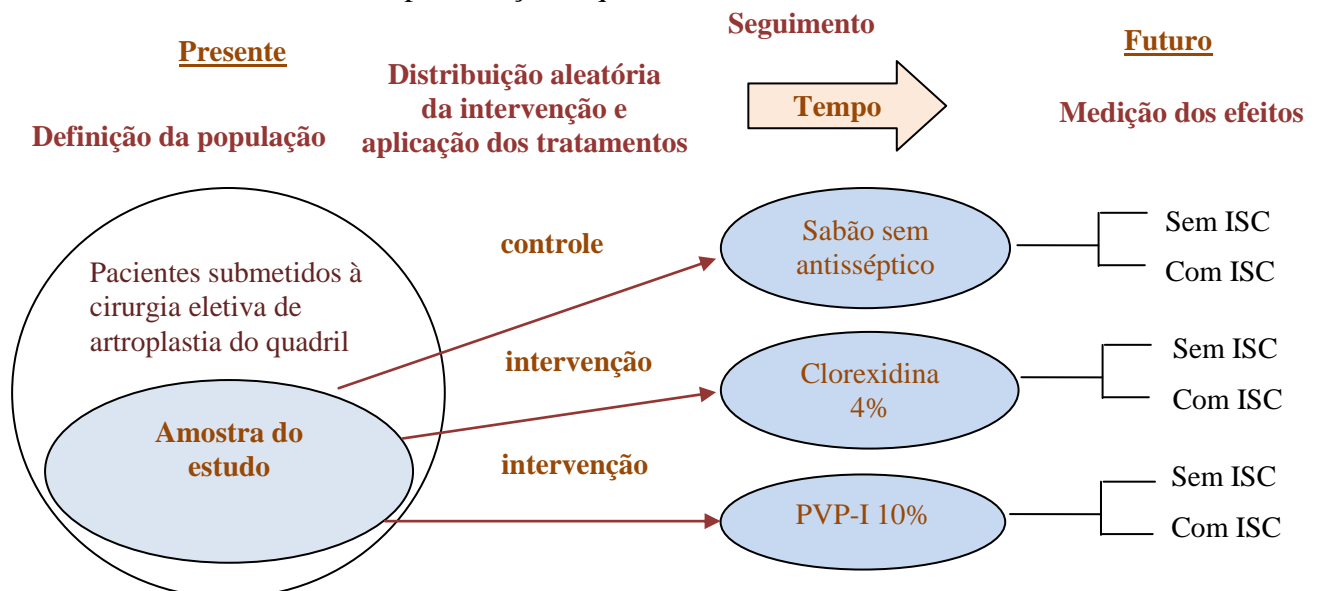 Seguimento
Presente
Futuro
Distribuição aleatória
da intervenção e
aplicação dos tratamentos
Tempo
Definição da população
Medição dos efeitos
Pacientes submetidos à
cirurgia eletiva de
artroplastia do quadril
Amostra do
estudo
controle
Sabão sem
antisséptico
Sem ISC
Com ISC
intervenção
Clorexidina
4%
Sem ISC
Com ISC
intervenção
PVP-I 10%
Sem ISC
Com ISC